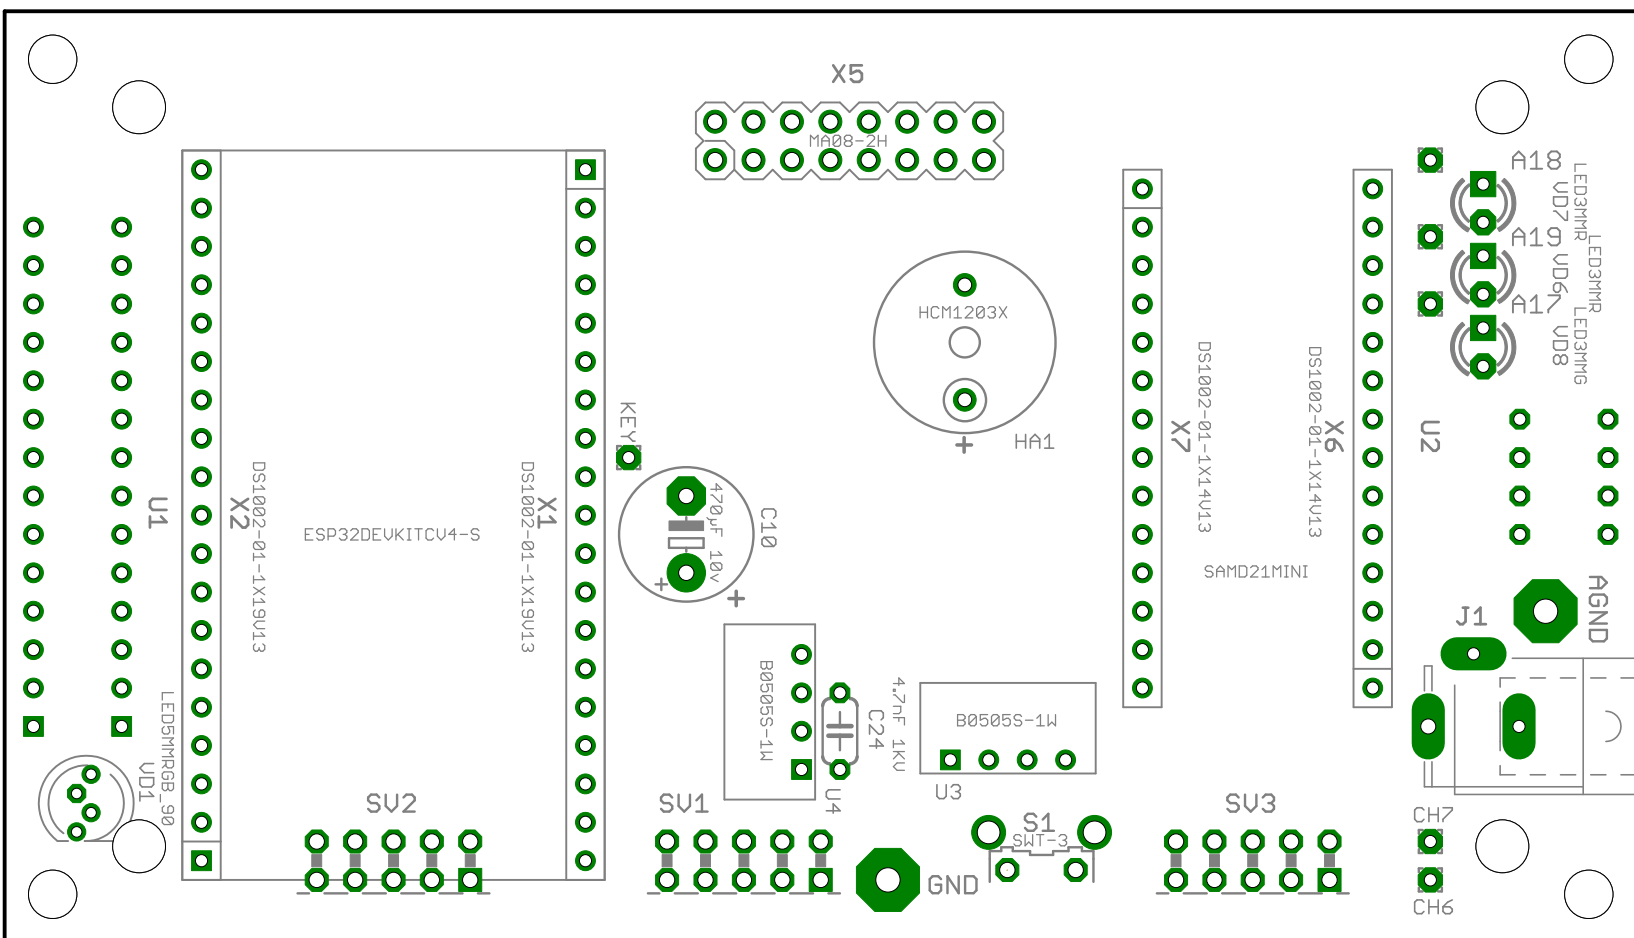 X5
MA08-2H
A18
LED3MMR
VD7
A19
LED3MMR
VD6
A17
LED3MMG
VD8
HCM1203X
HA1
+
KEY
DS1002-01-1X14V13
X7
DS1002-01-1X14V13
X6
U2
U1
X2
DS1002-01-1X19V13
ESP32DEVKITCV4-S
DS1002-01-1X19V13
X1
470µF 10v
C10
+
+
SAMD21MINI
AGND
J1
B0505S-1W
4.7nF 1KV
C24
B0505S-1W
U3
U4
LED5MMRGB_90
VD1
SV2
SV1
S1
SWT-3
SV3
CH7
GND
CH6